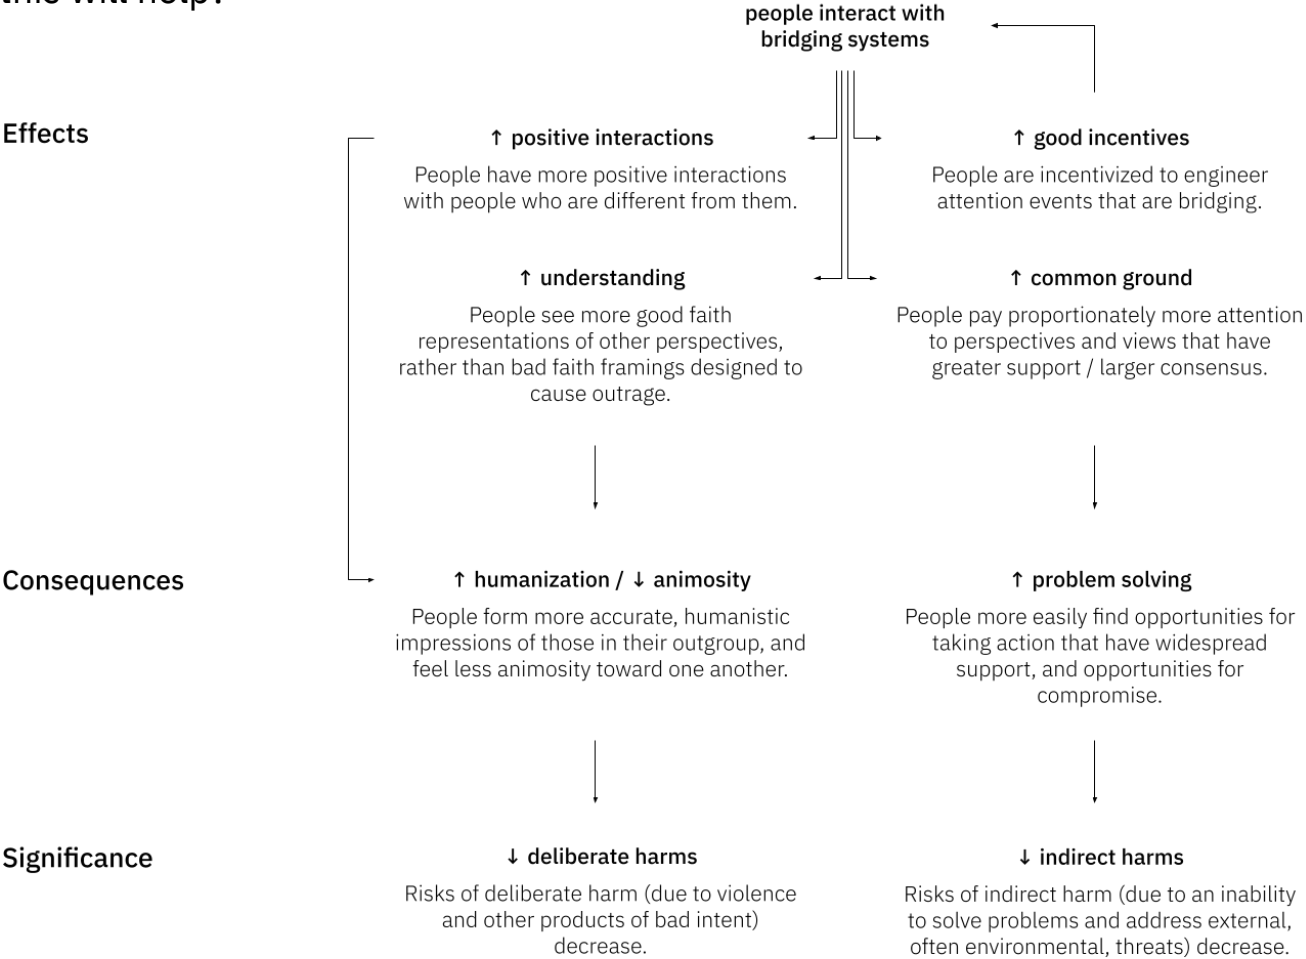 this will help?
people interact with
bridging systems
Effects
↑ positive interactions
People have more positive interactions
with people who are different from them.
↑ good incentives
People are incentivized to engineer
attention events that are bridging.
↑ understanding
People see more good faith
representations of other perspectives,
rather than bad faith framings designed to
cause outrage.
↑ common ground
People pay proportionately more attention
to perspectives and views that have
greater support / larger consensus.
Consequences
↑ humanization / ↓ animosity
People form more accurate, humanistic
impressions of those in their outgroup, and
feel less animosity toward one another.
↑ problem solving
People more easily find opportunities for
taking action that have widespread
support, and opportunities for
compromise.
Significance
↓ deliberate harms
Risks of deliberate harm (due to violence
and other products of bad intent)
decrease.
↓ indirect harms
Risks of indirect harm (due to an inability
to solve problems and address external,
often environmental, threats) decrease.